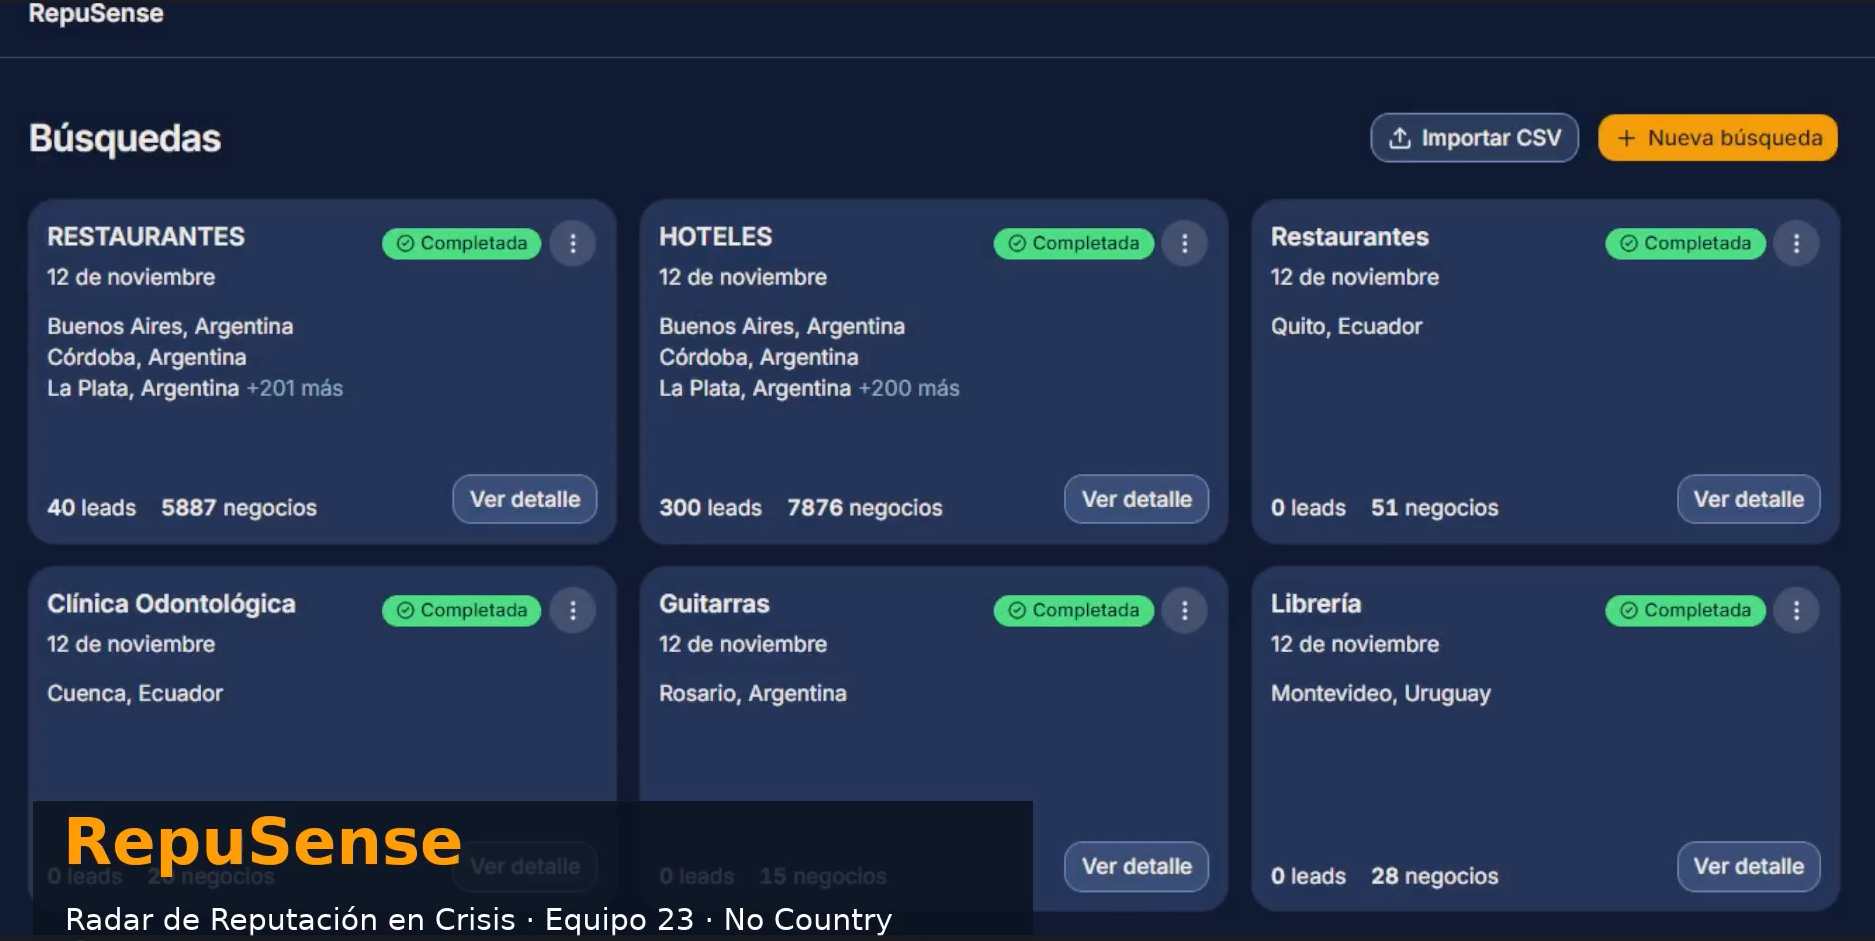 RepuSense
Búsquedas
Importar CSV
+ Nueva búsqueda
RESTAURANTES
Completada
12 de noviembre
Buenos Aires, Argentina
Córdoba, Argentina
La Plata, Argentina +201 más
40 leads 5887 negocios
Ver detalle
HOTELES
Completada
12 de noviembre
Buenos Aires, Argentina
Córdoba, Argentina
La Plata, Argentina +200 más
300 leads 7876 negocios
Ver detalle
Restaurantes
Completada
12 de noviembre
Quito, Ecuador
0 leads 51 negocios
Ver detalle
Clínica Odontológica
Completada
12 de noviembre
Cuenca, Ecuador
0 leads negocios
Ver detalle
Guitarras
Completada
12 de noviembre
Rosario, Argentina
0 leads 15 negocios
Ver detalle
Librería
Completada
12 de noviembre
Montevideo, Uruguay
0 leads 28 negocios
Ver detalle
RepuSense
Radar de Reputación en Crisis · Equipo 23 · No Country